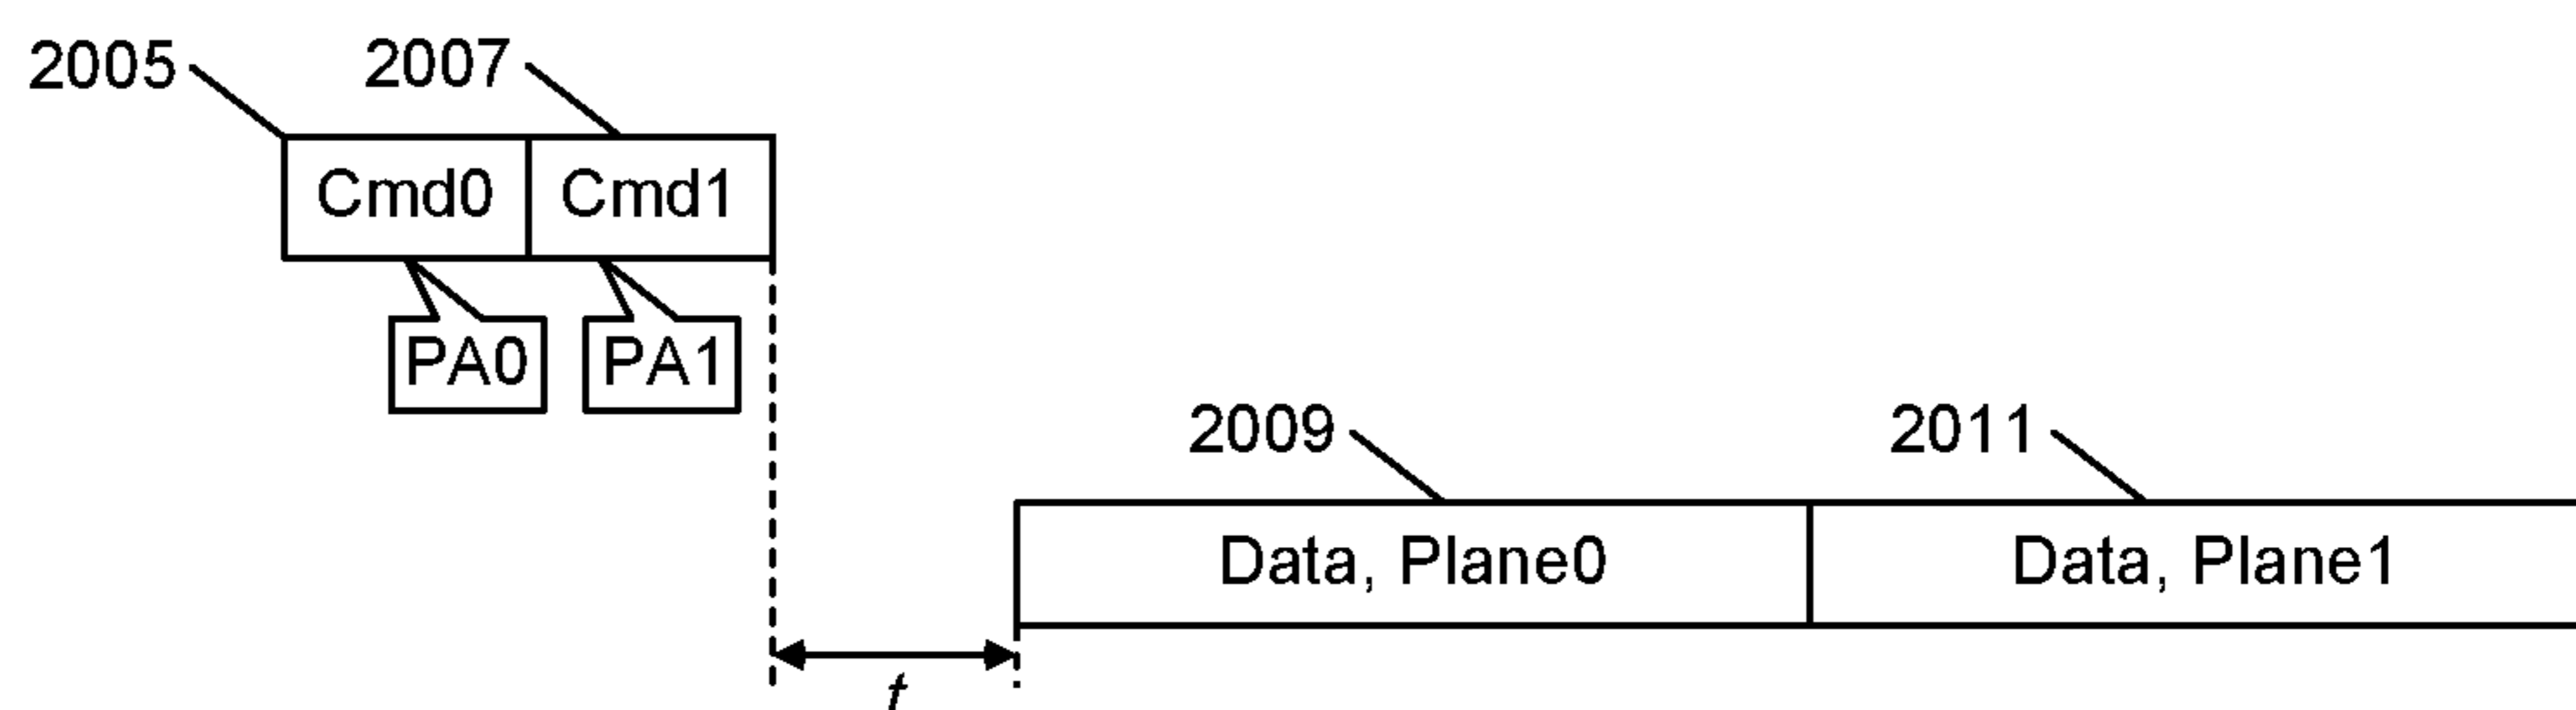 2005 2007
Cmd0 Cmd1
PA0 PA1
2009 2011
Data, Plane0 Data, Plane1
t